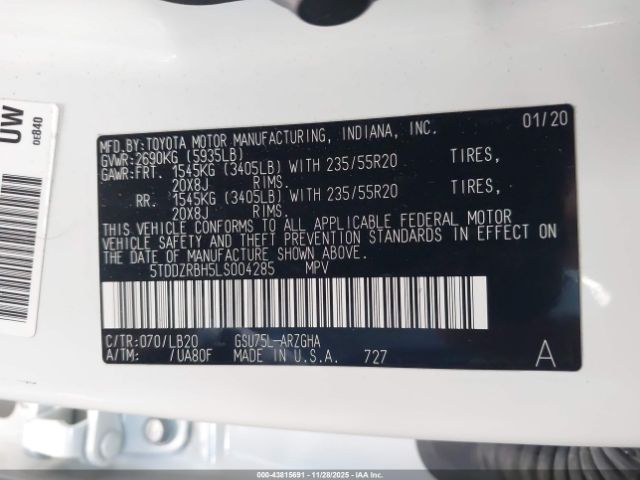 UW
0E840
MFD.BY:TOYOTA MOTOR MANUFACTURING, INDIANA, INC. 01/20
GVWR:2690KG (5935LB)
GAWR:FRT. 1545KG (3405LB) WITH 235/55R20 TIRES,
20X8J RIMS.
RR. 1545KG (3405LB) WITH 235/55R20 TIRES,
20X8J RIMS.
THIS VEHICLE CONFORMS TO ALL APPLICABLE FEDERAL MOTOR
VEHICLE SAFETY AND THEFT PREVENTION STANDARDS IN EFFECT ON
THE DATE OF MANUFACTURE SHOWN ABOVE.
5TDDZRBH5LS004285 MPV
C/TR:070/LB20 GSU75L-ARZGHA
A/TM: /UA80F MADE IN U.S.A. 727 A
000-43815691 - 11/28/2025 - IAAI.CA